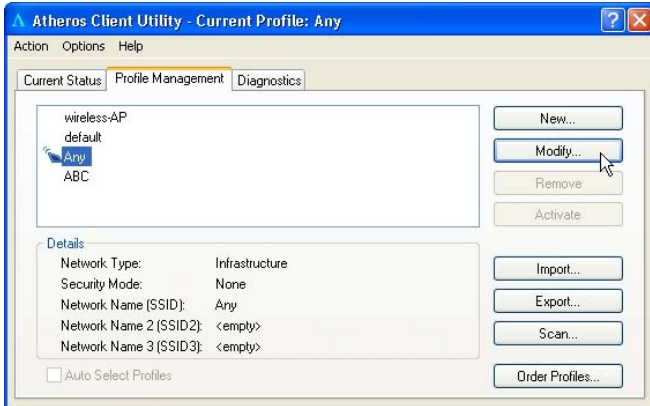 Atheros Client Utility - Current Profile: Any
Action Options Help
Current Status Profile Management Diagnostics
wireless-AP
default
Any
ABC
New...
Modify...
Remove
Activate
Details
Network Type: Infrastructure
Security Mode: None
Network Name (SSID): Any
Network Name 2 (SSID2): <empty>
Network Name 3 (SSID3): <empty>
Import...
Export...
Scan...
Auto Select Profiles
Order Profiles...